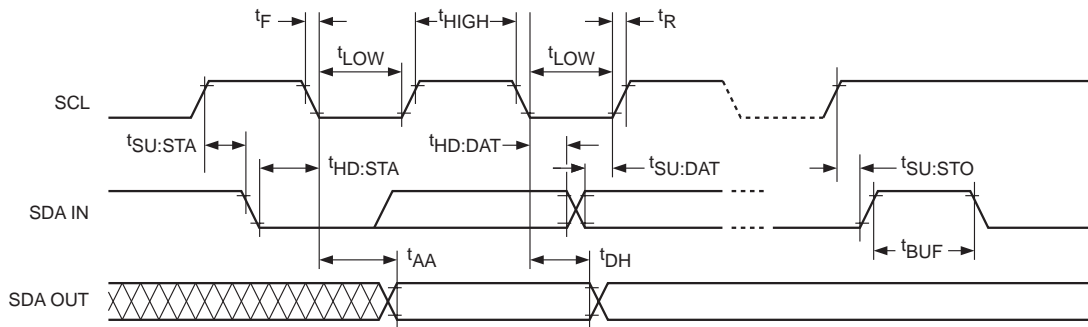 tF tHIGH tR
tLOW tLOW
SCL
tSU:STA tHD:DAT
tHD:STA tSU:DAT tSU:STO
SDA IN
tBUF
tAA tDH
SDA OUT